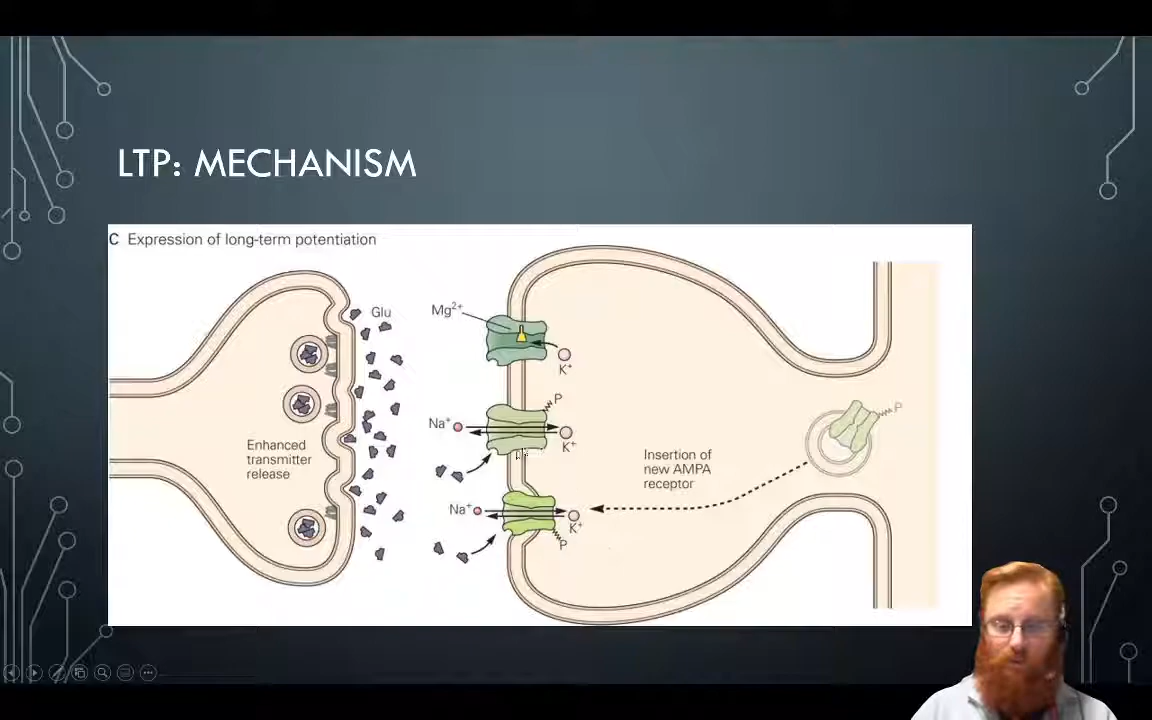 LTP: MECHANISM
C Expression of long-term potentiation
Glu
Mg²⁺
K⁺
P
Na⁺
K⁺
P
Enhanced
transmitter
release
Insertion of
new AMPA
receptor
Na⁺
K⁺
P